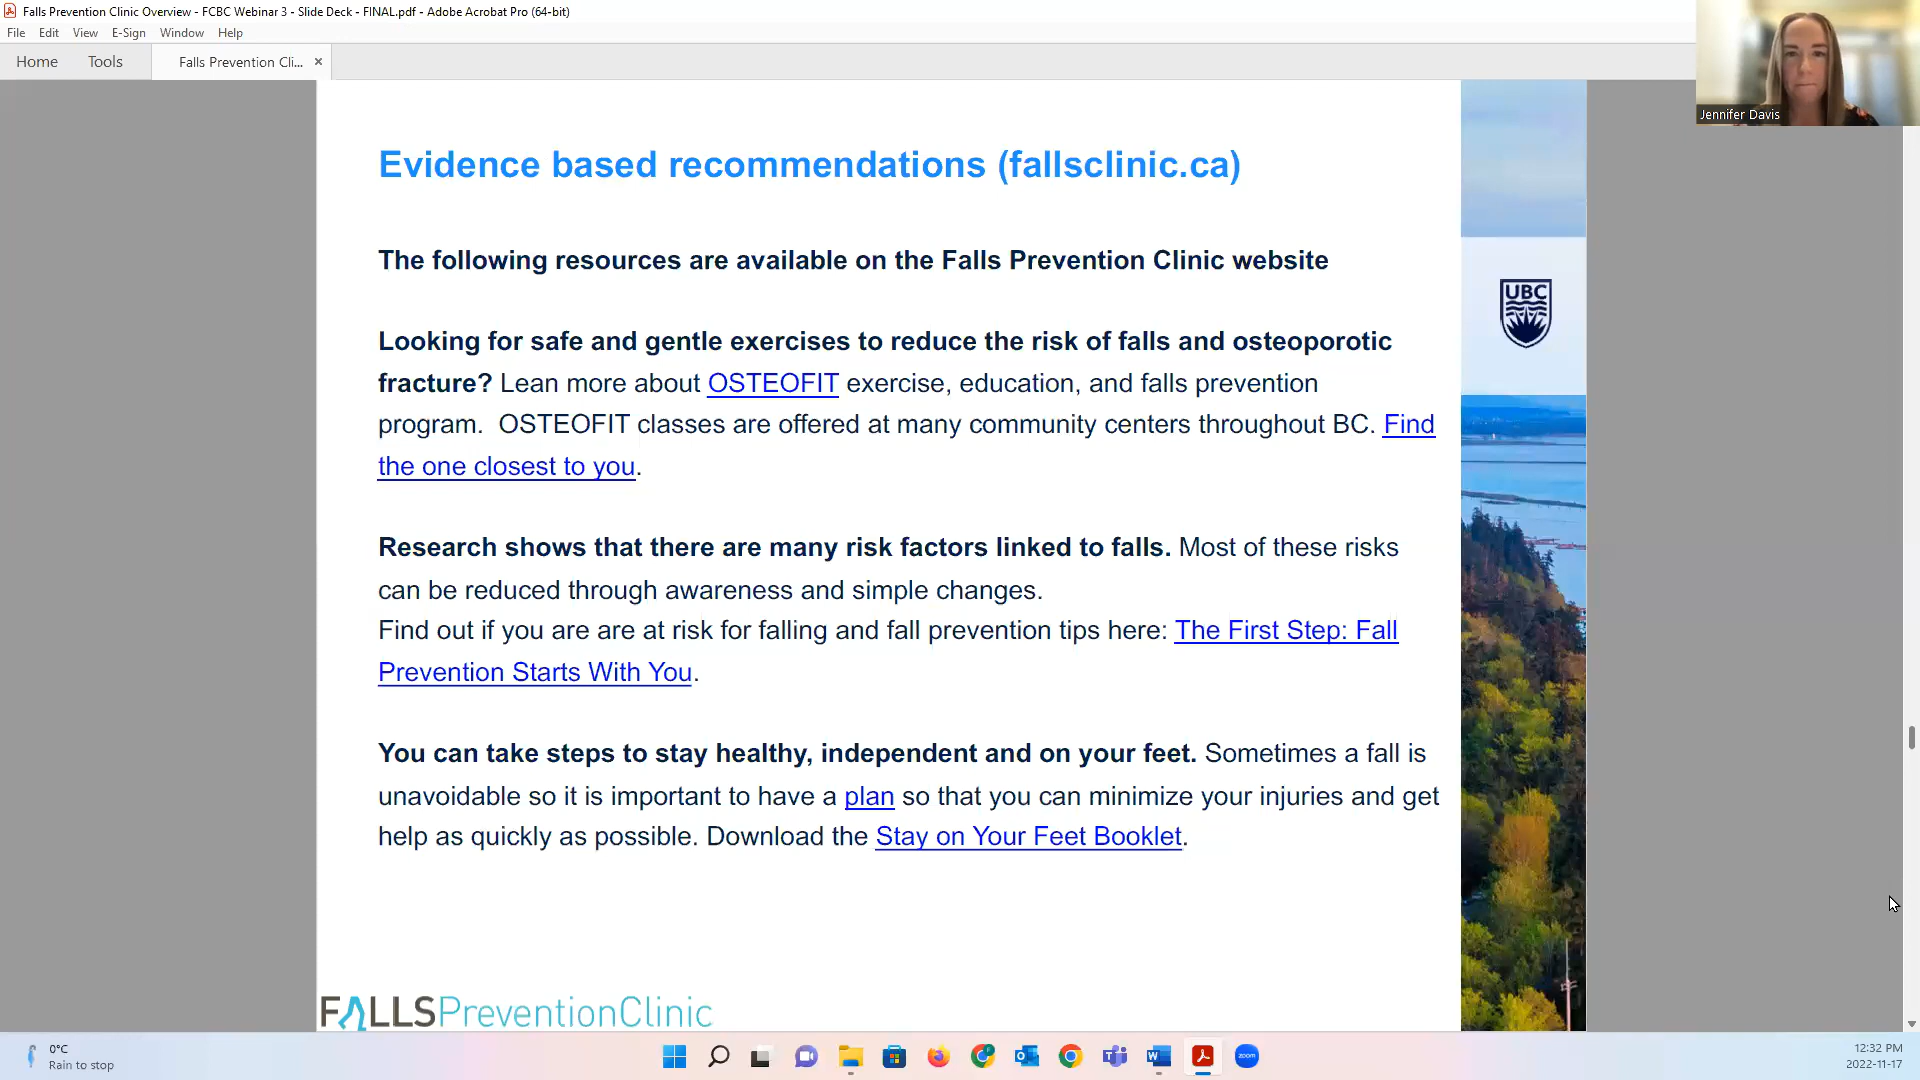 Falls Prevention Clinic Overview - FCBC Webinar 3 - Slide Deck - FINAL.pdf - Adobe Acrobat Pro (64-bit)
File Edit View E-Sign Window Help
Home Tools Falls Prevention Cli... ×
Jennifer Davis
Evidence based recommendations (fallsclinic.ca)
The following resources are available on the Falls Prevention Clinic website
UBC
Looking for safe and gentle exercises to reduce the risk of falls and osteoporotic
fracture? Lean more about OSTEOFIT exercise, education, and falls prevention
program.  OSTEOFIT classes are offered at many community centers throughout BC. Find
the one closest to you.
Research shows that there are many risk factors linked to falls. Most of these risks
can be reduced through awareness and simple changes.
Find out if you are are at risk for falling and fall prevention tips here: The First Step: Fall
Prevention Starts With You.
You can take steps to stay healthy, independent and on your feet. Sometimes a fall is
unavoidable so it is important to have a plan so that you can minimize your injuries and get
help as quickly as possible. Download the Stay on Your Feet Booklet.
FALLSPreventionClinic
0°C
Rain to stop
zoom
12:32 PM
2022-11-17